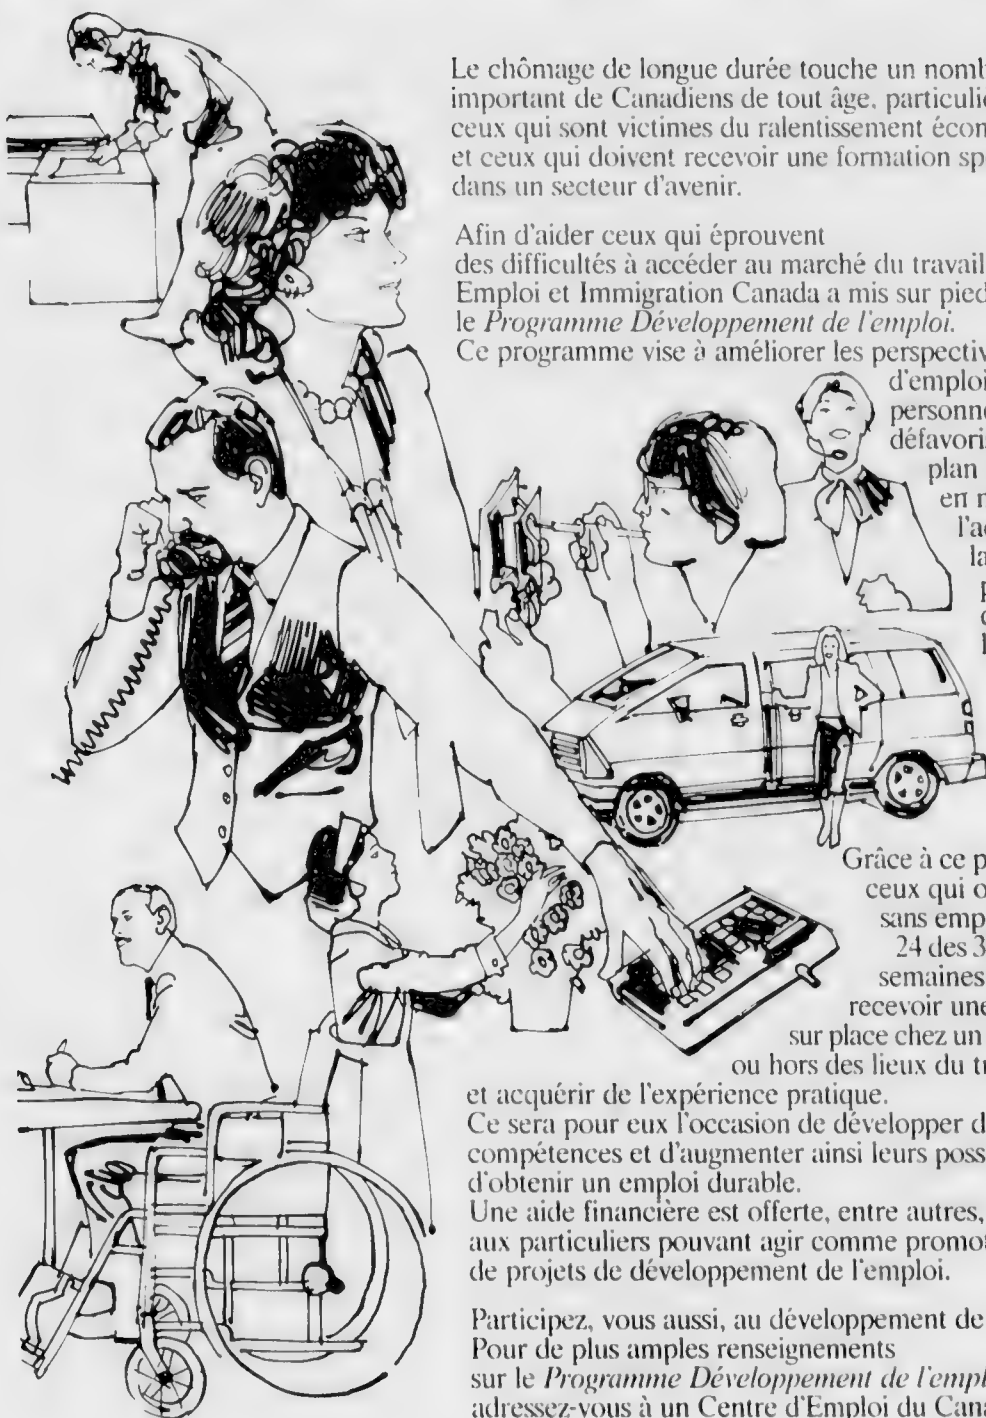 Le chômage de longue durée touche un nomb
important de Canadiens de tout âge, particulie
ceux qui sont victimes du ralentissement écon
et ceux qui doivent recevoir une formation sp
dans un secteur d'avenir.
Afin d'aider ceux qui éprouvent
des difficultés à accéder au marché du travail
Emploi et Immigration Canada a mis sur pied
le Programme Développement de l'emploi.
Ce programme vise à améliorer les perspectiv
d'emploi
personne
défavoris
plan
en
l'a
la
Grâce à ce p
ceux qui o
sans emp
24 des 3
semaines
recevoir une
sur place chez un
ou hors des lieux du tr
et acquérir de l'expérience pratique.
Ce sera pour eux l'occasion de développer d
compétences et d'augmenter ainsi leurs poss
d'obtenir un emploi durable.
Une aide financière est offerte, entre autres,
aux particuliers pouvant agir comme promo
de projets de développement de l'emploi.
Participez, vous aussi, au développement de
Pour de plus amples renseignements
sur le Programme Développement de l'empl
adressez-vous à un Centre d'Emploi du Cana